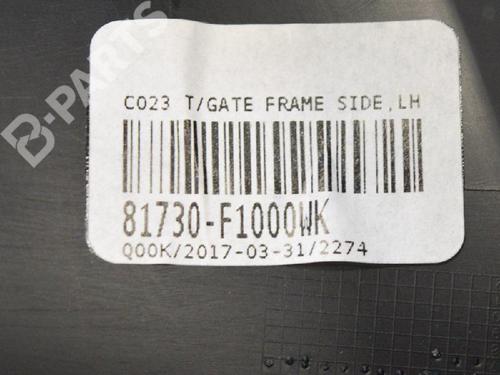 B-PARTS
C023 T/GATE FRAME SIDE,LH
81730-F1000WK
Q00K/2017-03-31/2274